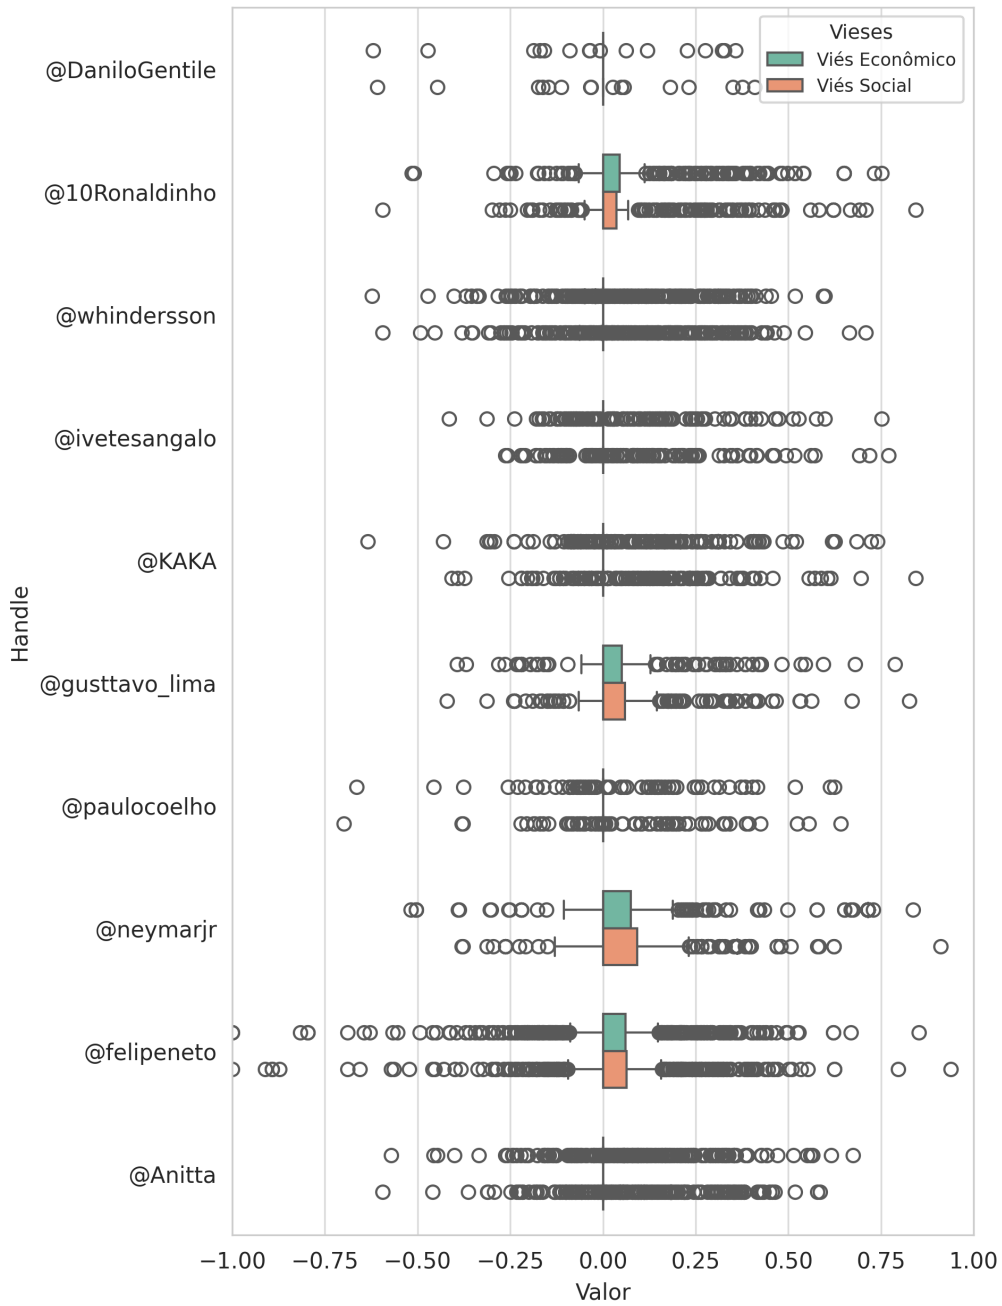 Vieses
Viés Econômico
Viés Social
@DaniloGentile
@10Ronaldinho
@whindersson
@ivetesangalo
@KAKA
@gusttavo_lima
@paulocoelho
@neymarjr
@felipeneto
@Anitta
Handle
−1.00 −0.75 −0.50 −0.25 0.00 0.25 0.50 0.75 1.00
Valor